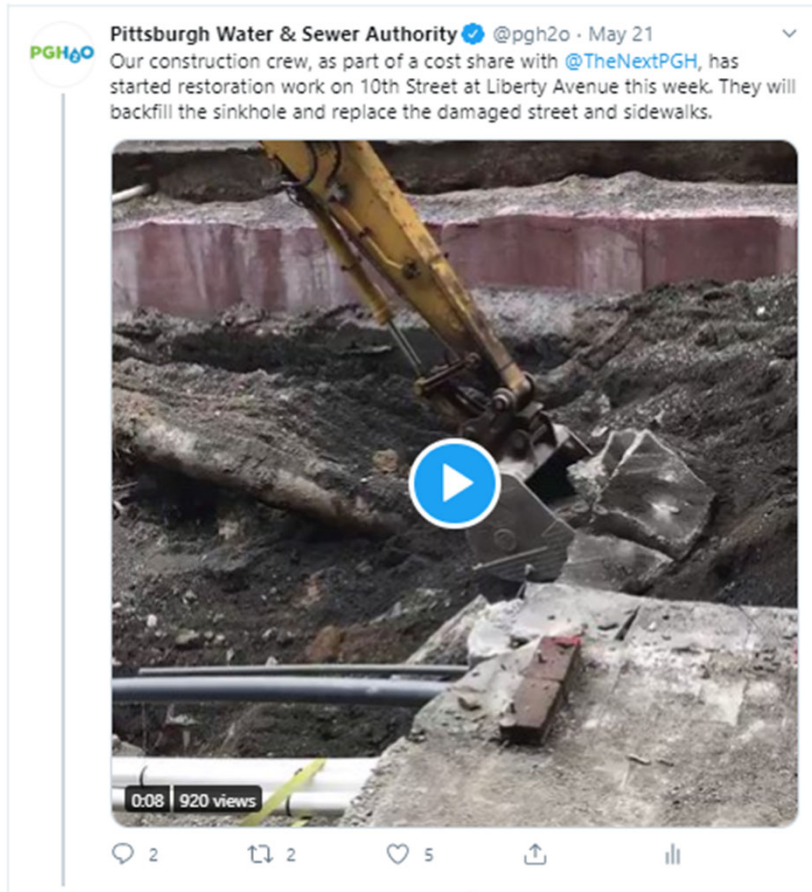 PGH2O
Pittsburgh Water & Sewer Authority @pgh2o · May 21
Our construction crew, as part of a cost share with @TheNextPGH, has
started restoration work on 10th Street at Liberty Avenue this week. They will
backfill the sinkhole and replace the damaged street and sidewalks.
0:08 920 views
2 2 5